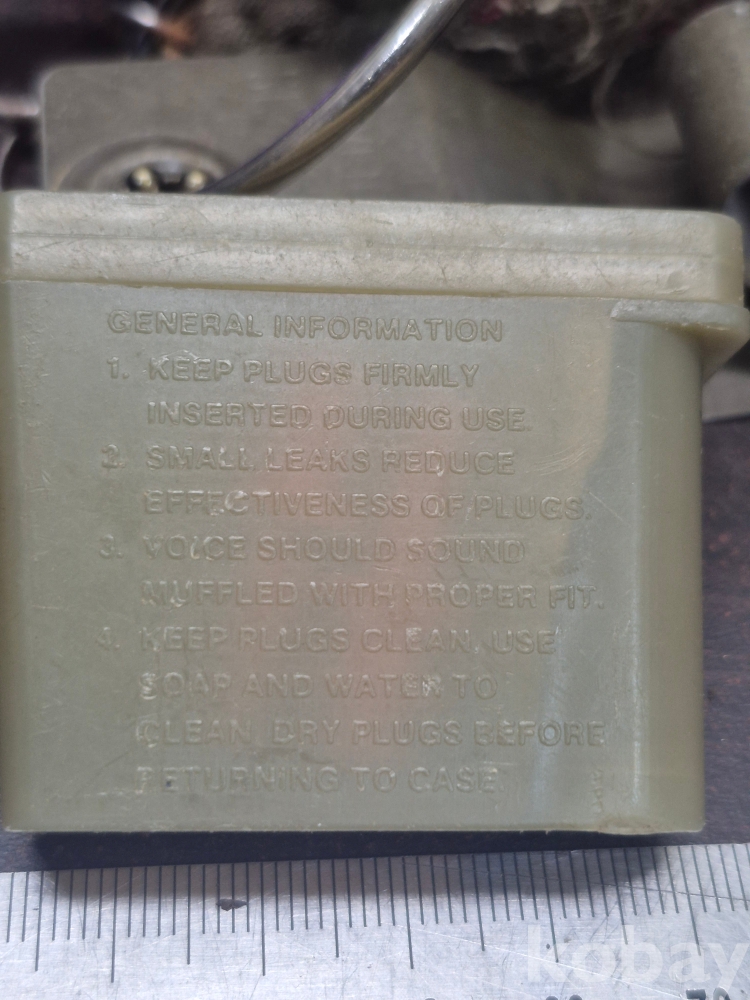 GENERAL INFORMATION
1. KEEP PLUGS FIRMLY
INSERTED DURING USE.
2. SMALL LEAKS REDUCE
EFFECTIVENESS OF PLUGS.
3. VOICE SHOULD SOUND
MUFFLED WITH PROPER FIT.
4. KEEP PLUGS CLEAN, USE
SOAP AND WATER TO
CLEAN, DRY PLUGS BEFORE
RETURNING TO CASE.
kobay